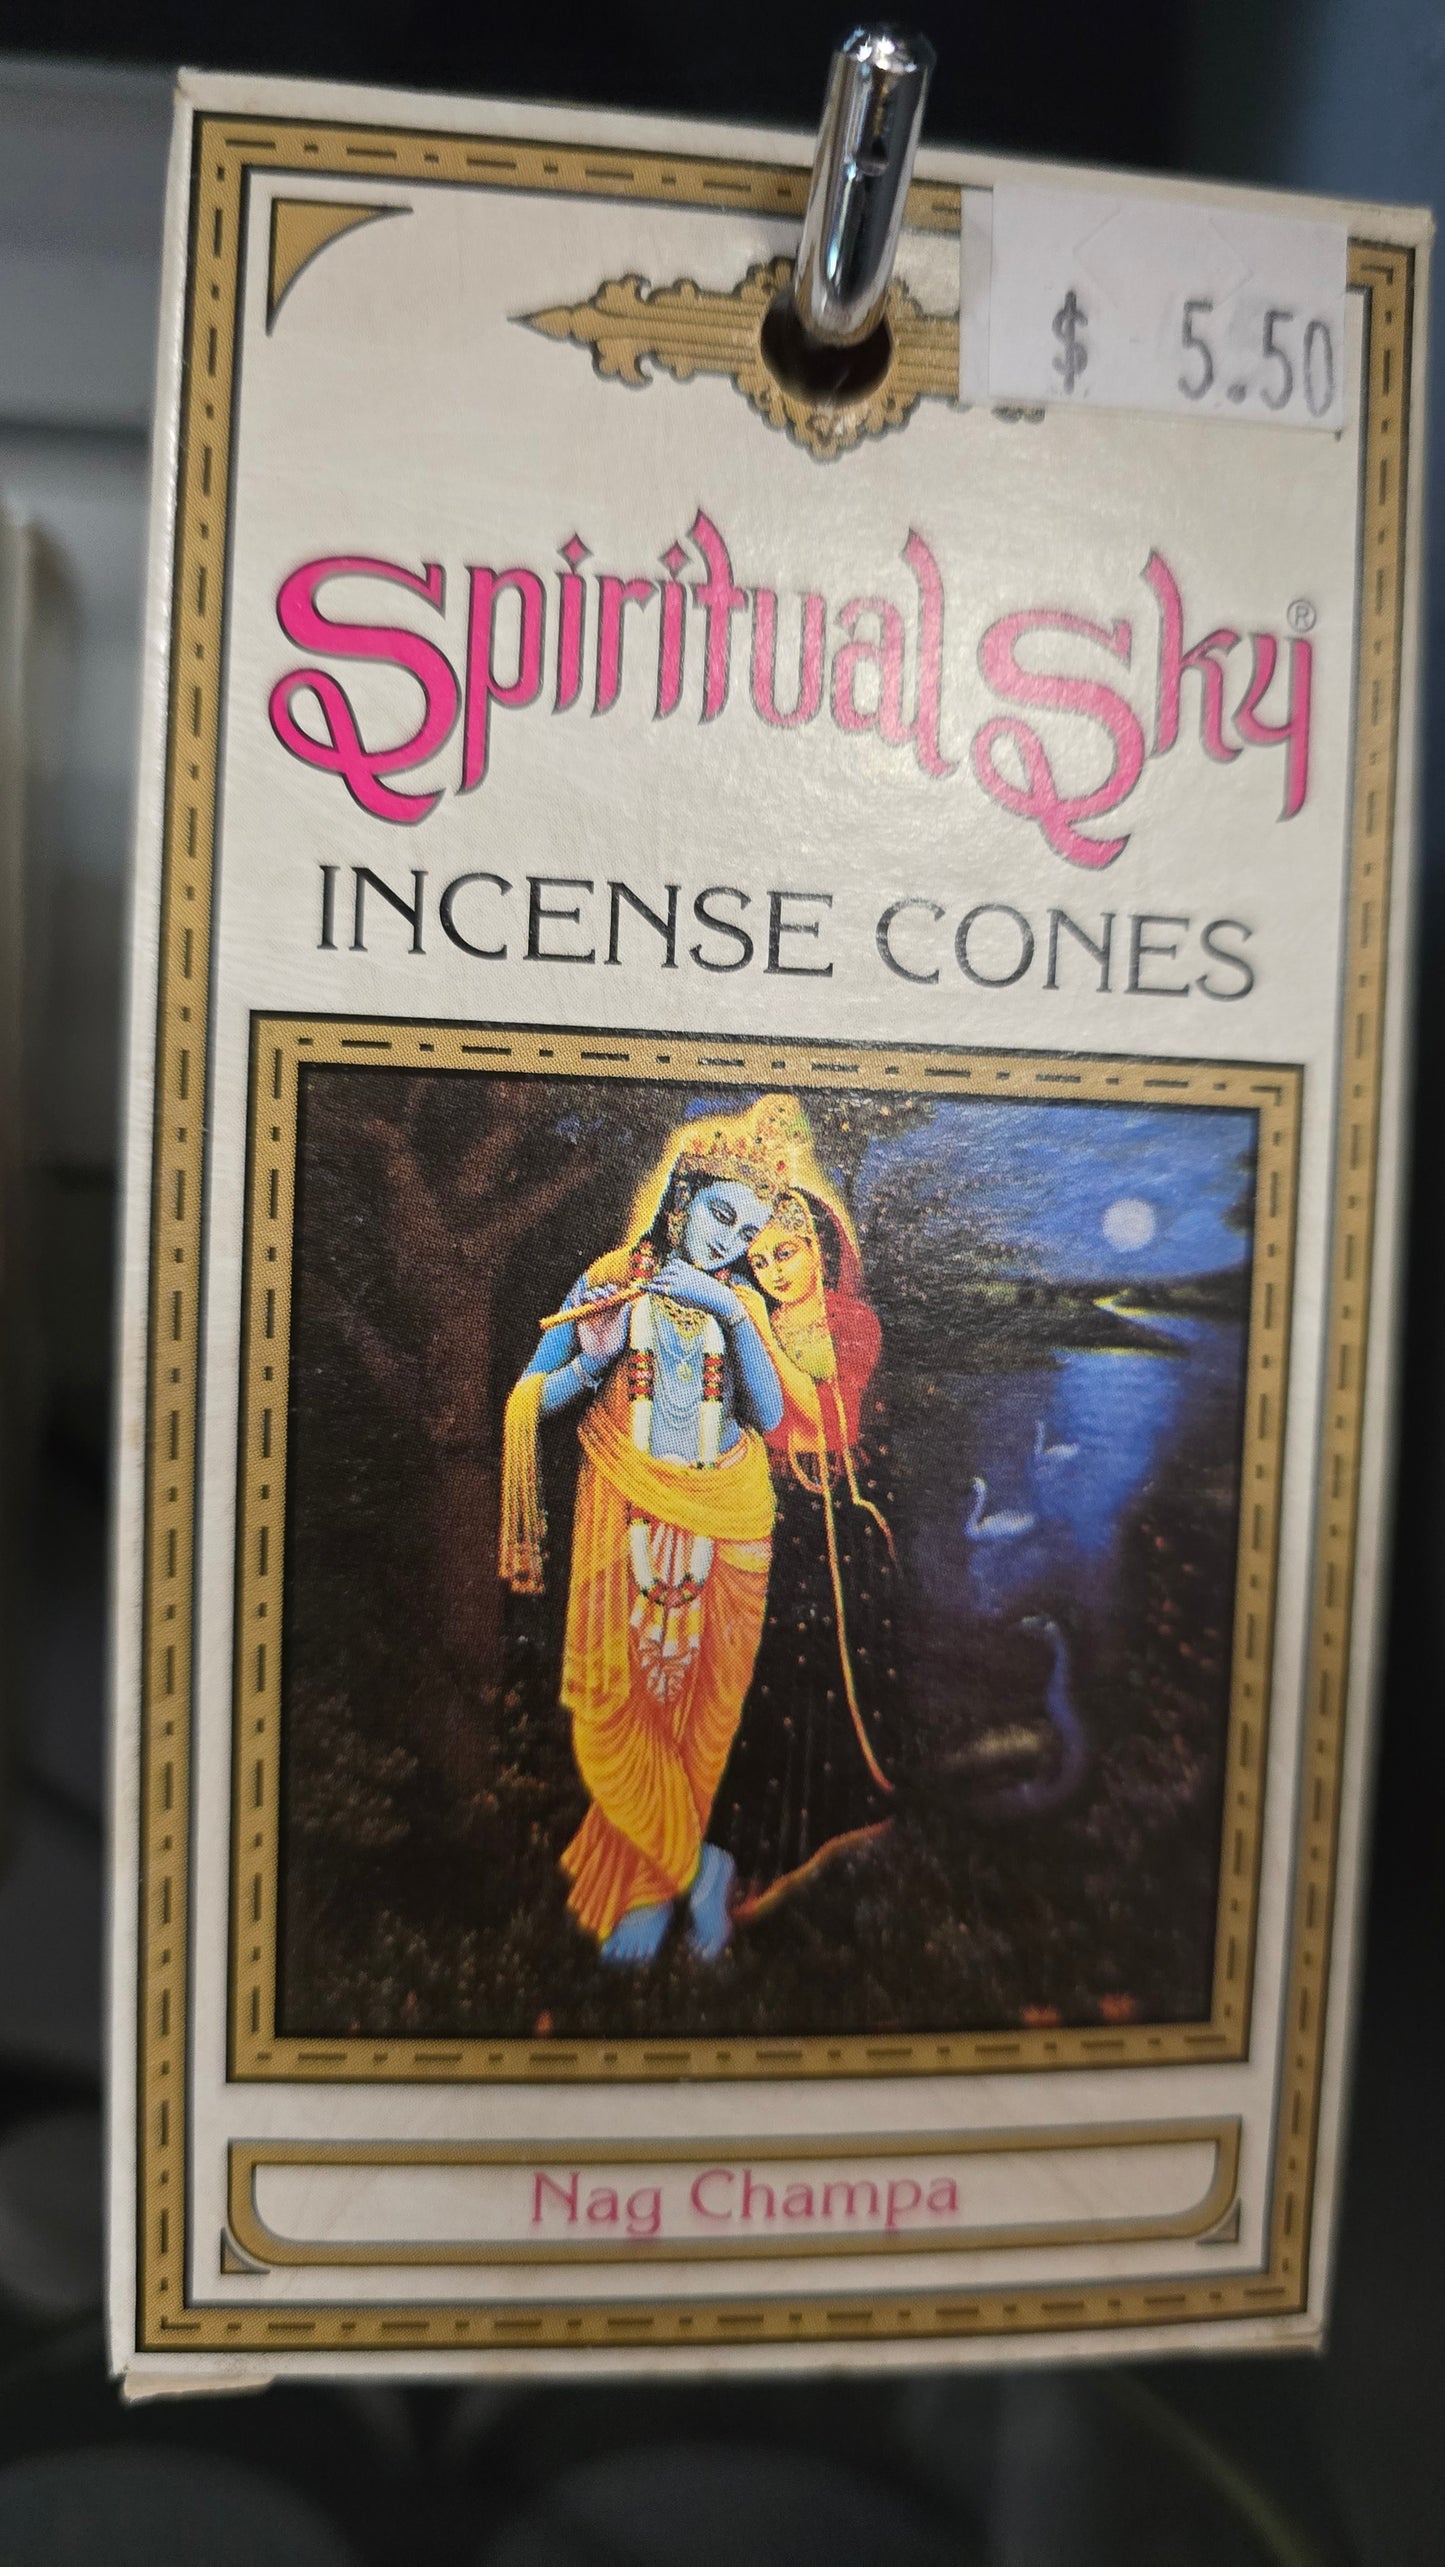 $ 5.50
Spiritual Sky®
INCENSE CONES
Nag Champa